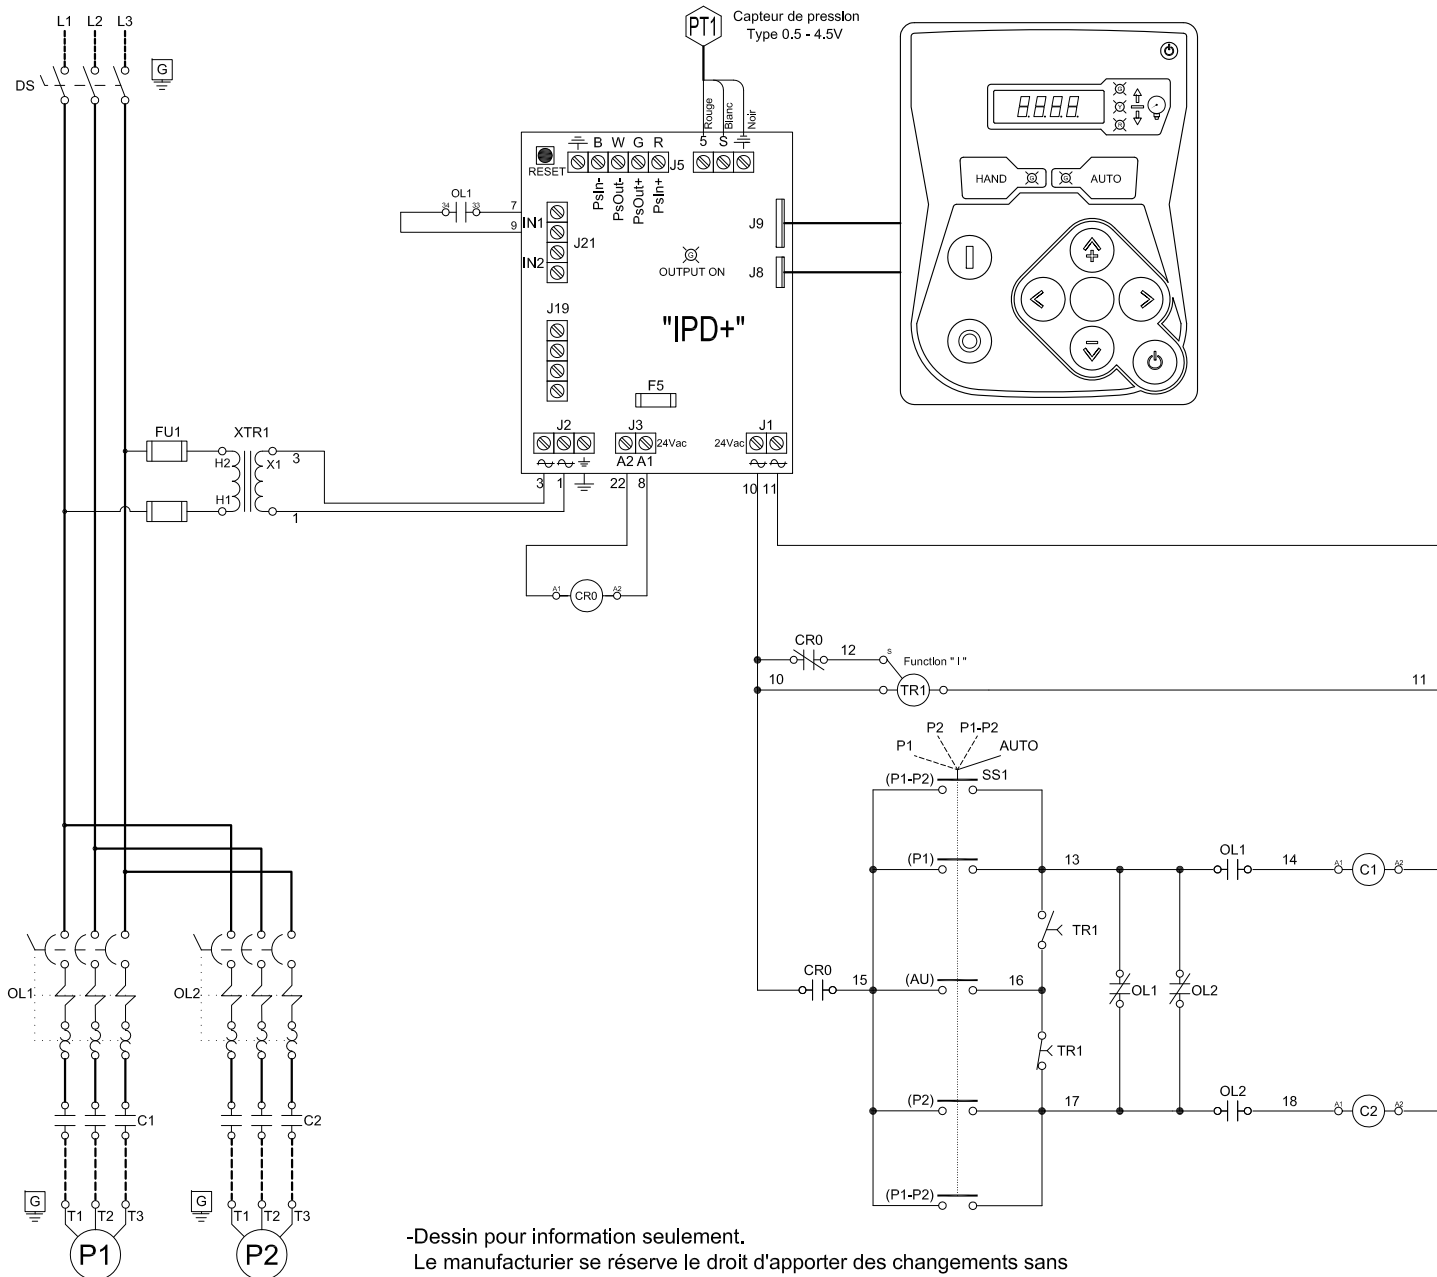 L1 L2 L3
G
DS
PT1
Capteur de pression
Type 0.5 - 4.5V
Rouge
Blanc
Noir
B W G R
5 S
J5
RESET
PsIn-
PsOut-
PsOut+
PsIn+
OL1
34 33
7
9
IN1
IN2
J21
G
OUTPUT ON
J9
J8
J19
"IPD+"
F5
J2
J3
24Vac
24Vac
J1
A2 A1
3 1
22 8
10 11
G
Y
R
HAND
G
G
AUTO
FU1
XTR1
H2
X1
3
H1
1
A1
CR0
A2
CR0
12
S
Function " I "
10
TR1
11
P2 P1-P2
P1
AUTO
(P1-P2)
SS1
(P1)
13
OL1
14
A1
C1
A2
TR1
CR0
15
(AU)
16
OL1
OL2
TR1
(P2)
17
OL2
18
A1
C2
A2
(P1-P2)
OL1
OL2
C1
C2
G
G
T1 T2 T3
T1 T2 T3
P1
P2
-Dessin pour information seulement.
Le manufacturier se réserve le droit d'apporter des changements sans